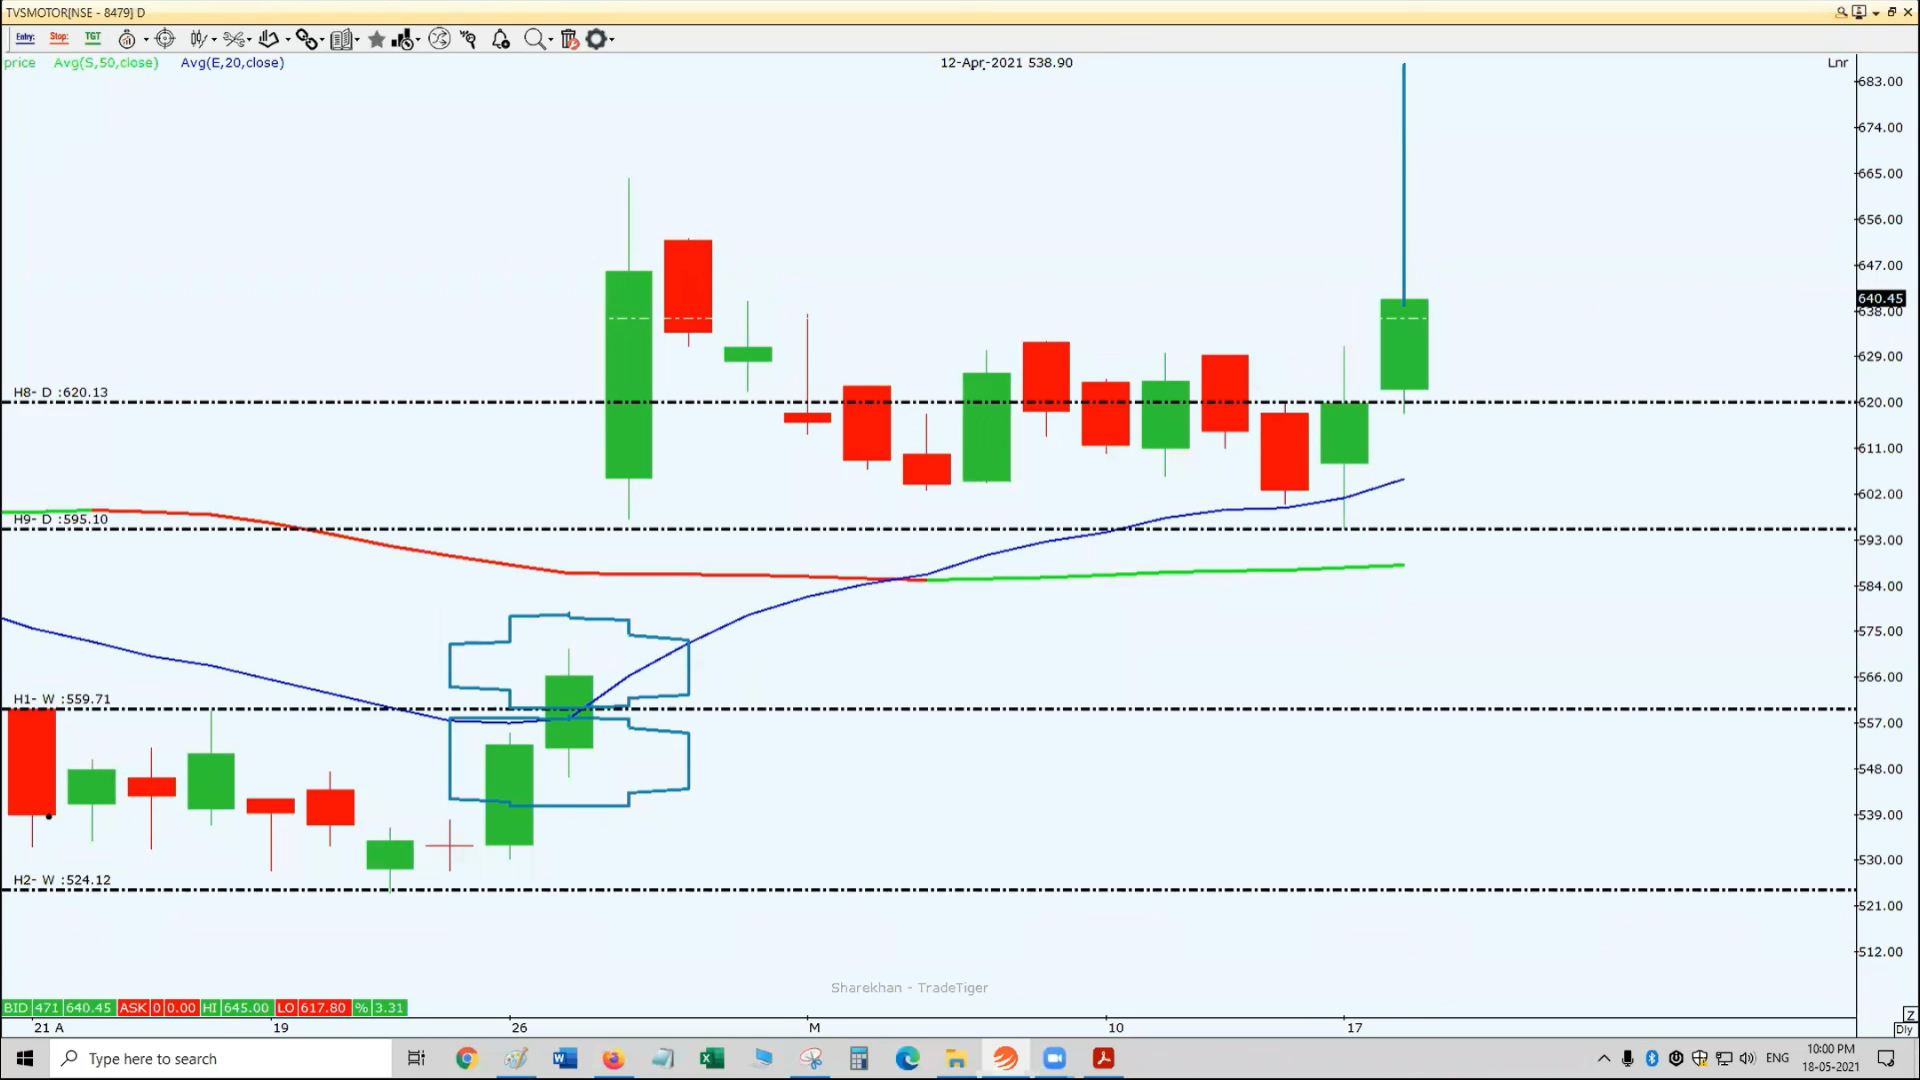 TVSMOTOR[NSE - 8479] D
Entry: Stop: TGT
price Avg(S,50,close) Avg(E,20,close) 12-Apr-2021 538.90 Lnr
683.00
674.00
665.00
656.00
647.00
640.45
638.00
629.00
H8- D :620.13
620.00
611.00
602.00
H9- D :595.10
593.00
584.00
575.00
566.00
H1- W :559.71
557.00
548.00
539.00
530.00
H2- W :524.12
521.00
512.00
Sharekhan - TradeTiger
BID 471 640.45 ASK 0 0.00 HI 645.00 LO 617.80 % 3.31
Z
21 A 19 26 M 10 17 Dly
Type here to search
ENG 10:00 PM
18-05-2021